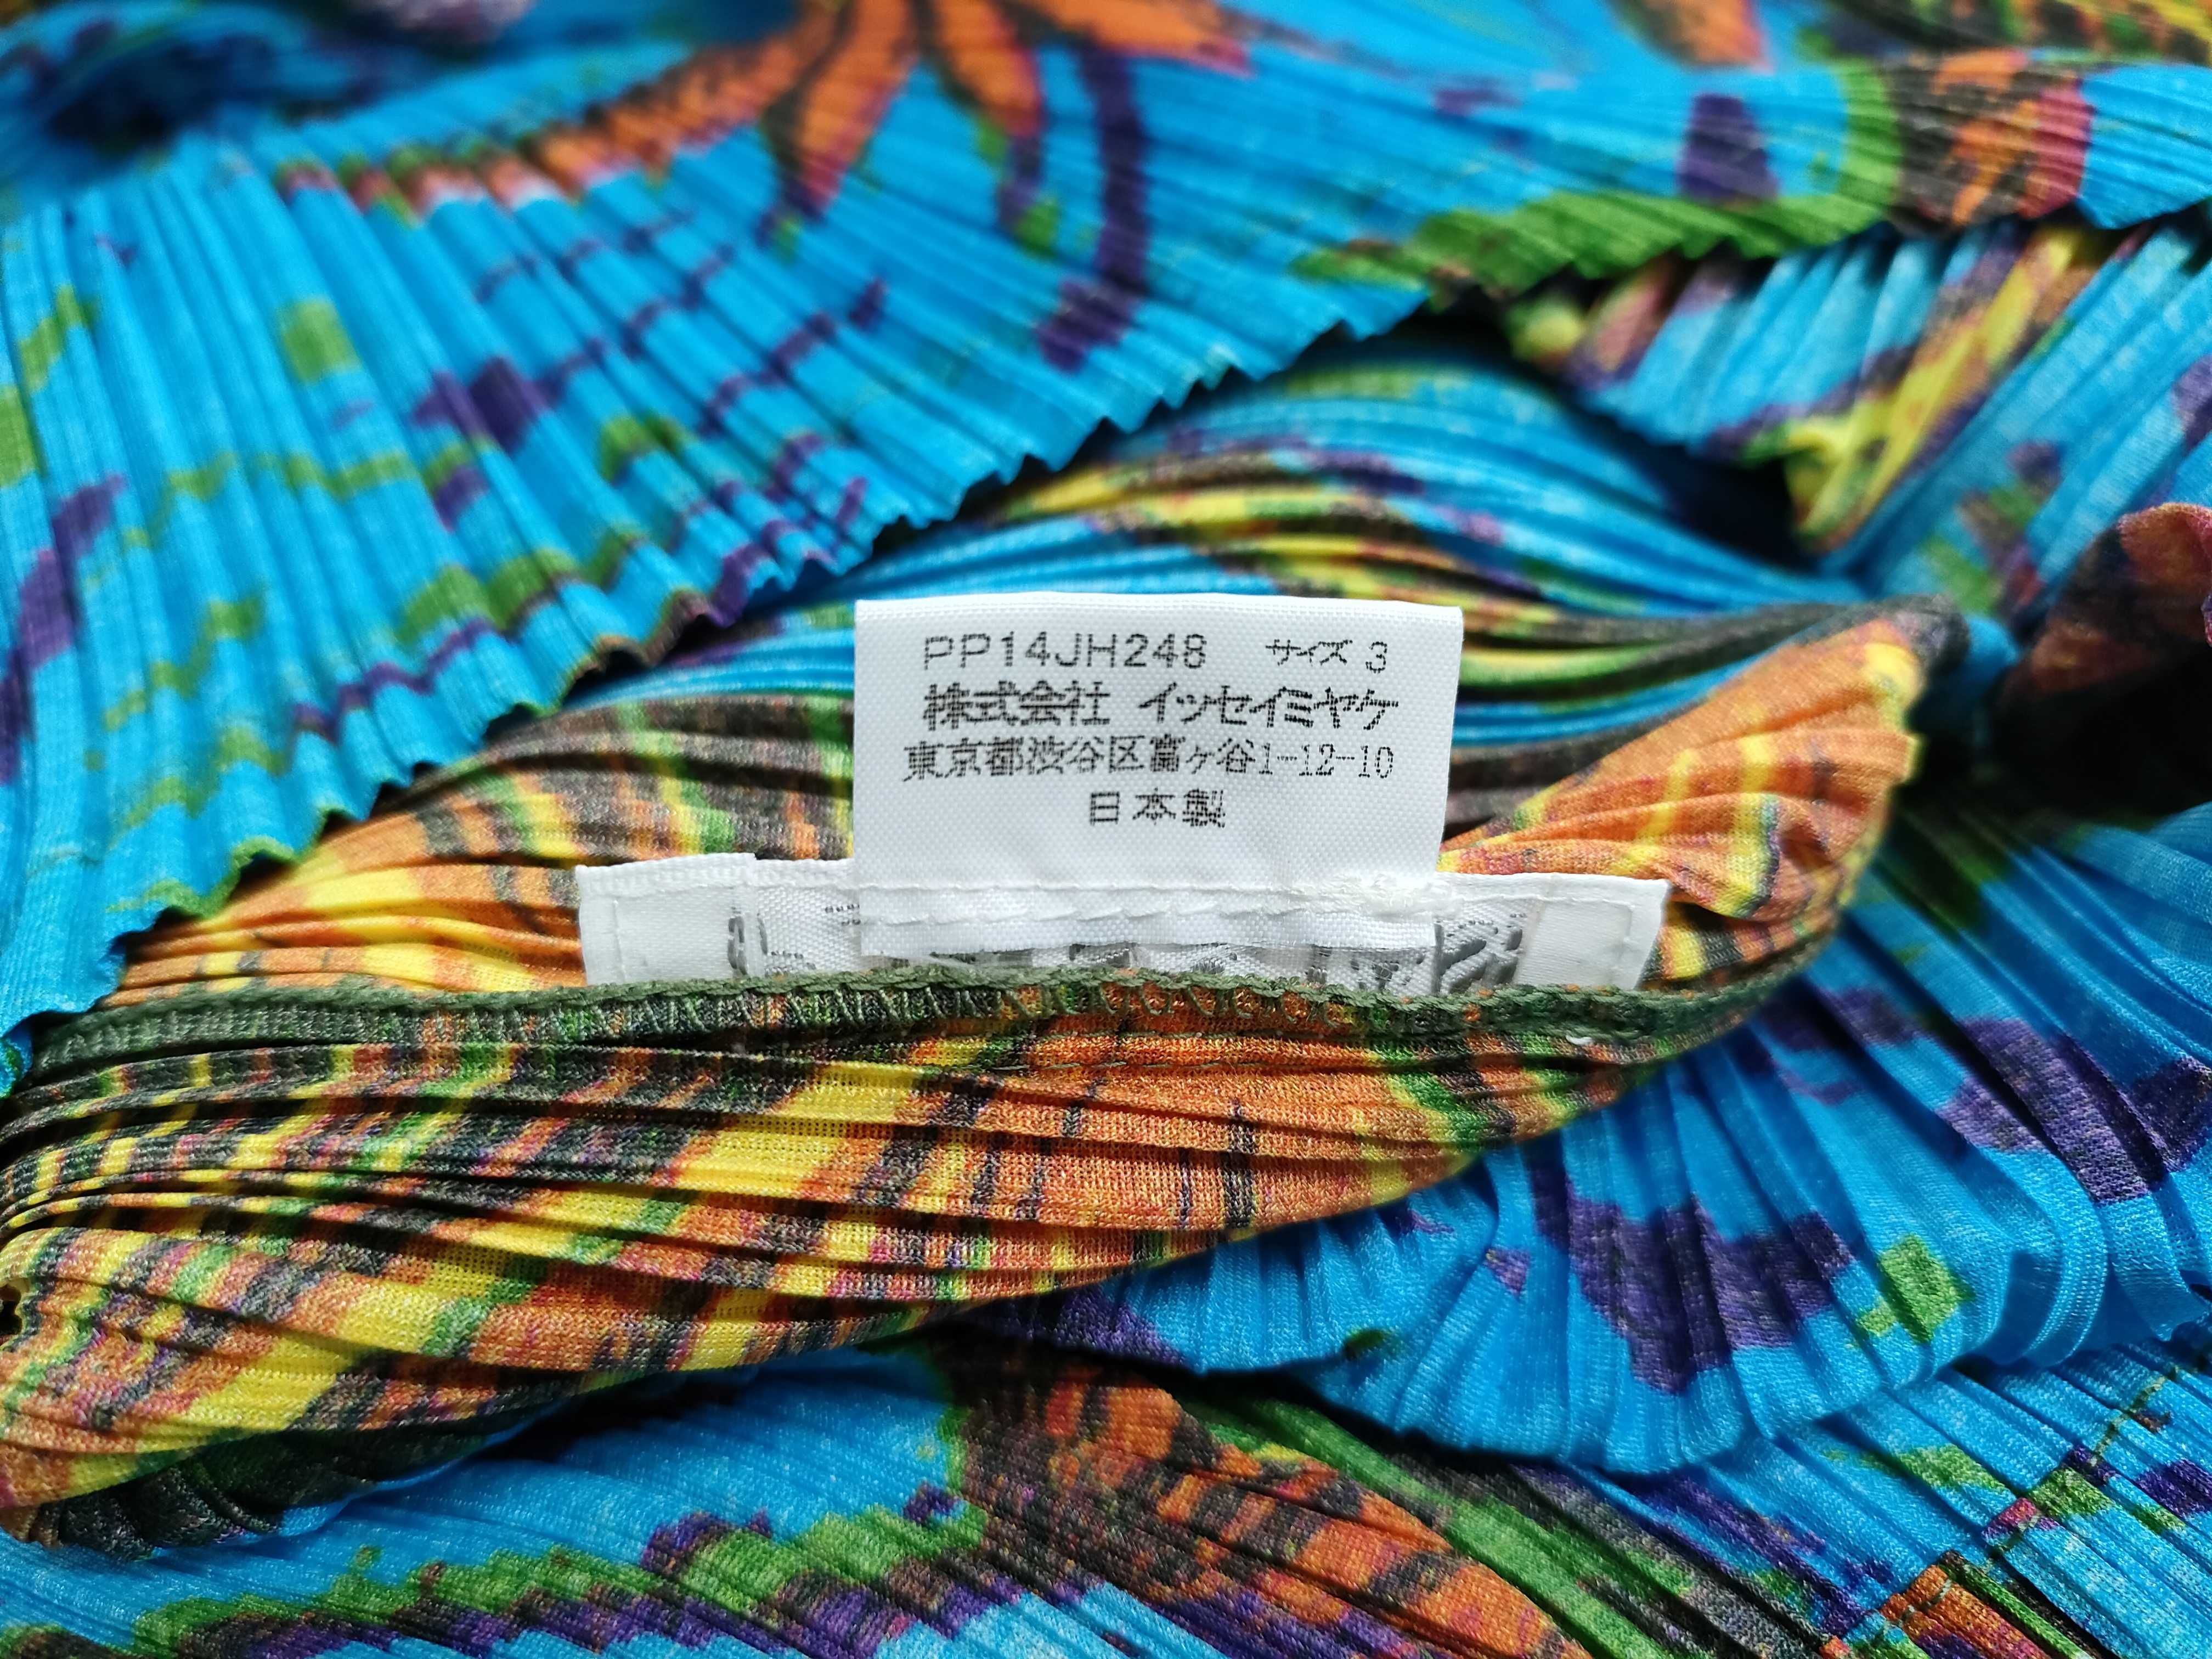 PP14JH248 サイズ 3
株式会社 イッセイミヤケ
東京都渋谷区富ヶ谷1-12-10
日本製